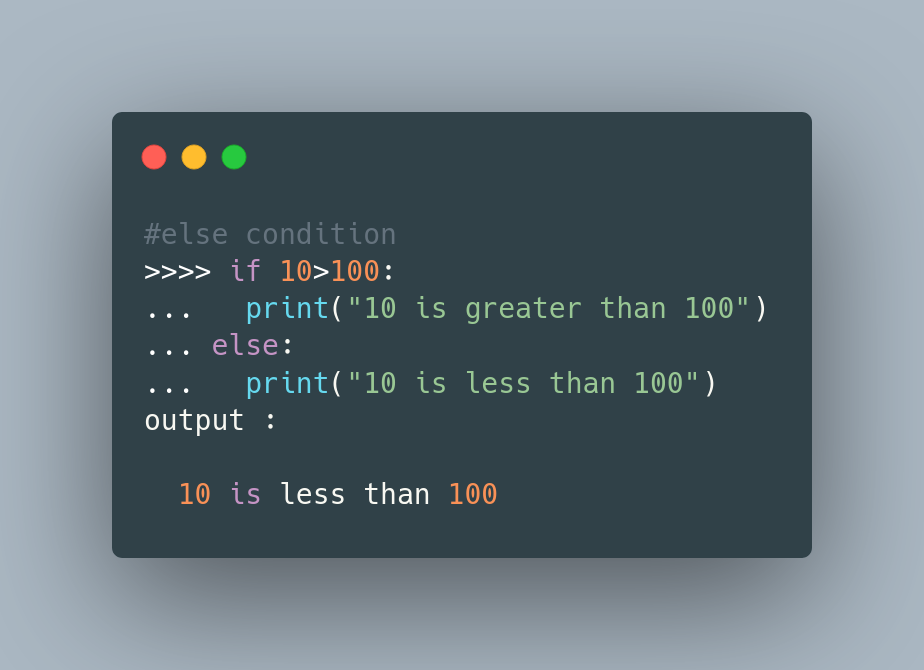 #else condition
>>>> if 10>100:
...   print("10 is greater than 100")
... else:
...   print("10 is less than 100")
output :
  10 is less than 100